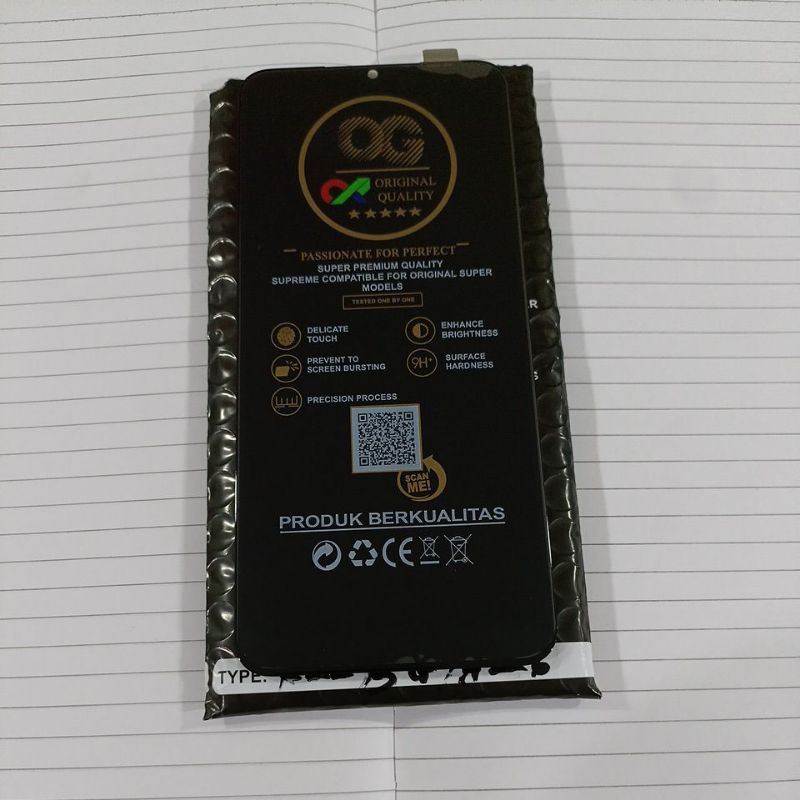 OG
ORIGINAL
QUALITY
PASSIONATE FOR PERFECT
SUPER PREMIUM QUALITY
SUPREME COMPATIBLE FOR ORIGINAL SUPER
MODELS
TESTED ONE BY ONE
DELICATE
TOUCH
ENHANCE
BRIGHTNESS
PREVENT TO
SCREEN BURSTING
9H+
SURFACE
HARDNESS
PRECISION PROCESS
SCAN
ME!
PRODUK BERKUALITAS
CE
TYPE: